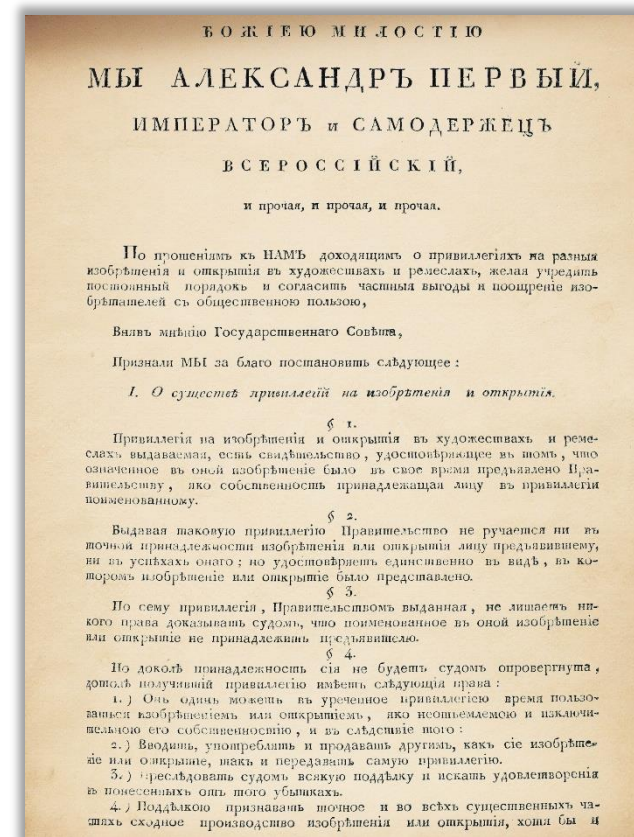 БОЖІЕЮ МИЛОСТІЮ
МЫ АЛЕКСАНДРЪ ПЕРВЫЙ,
ИМПЕРАТОРЪ и САМОДЕРЖЕЦЪ
ВСЕРОССІЙСКІЙ,
и прочая, и прочая, и прочая.
По прошеніямъ къ НАМЪ доходящимъ о привиллегіяхъ на разныя
изобрѣтенія и открытія въ художествахъ и ремеслахъ, желая учредить
постоянный порядокъ и согласить частныя выгоды и поощреніе изо-
брѣтателей съ общественною пользою,
Внявъ мнѣнію Государственнаго Совѣта,
Признали МЫ за благо постановить слѣдующее :
I. О существѣ привиллегій на изобрѣтенія и открытія.
§ 1.
Привиллегія на изобрѣтенія и открытія въ художествахъ и реме-
слахъ выдаваемая, есть свидѣтельство, удостовѣряющее въ томъ, что
означенное въ оной изобрѣтеніе было въ свое время предъявлено Пра-
вительству, яко собственность принадлежащая лицу въ привиллегіи
поименованному.
§ 2.
Выдавая таковую привиллегію Правительство не ручается ни въ
точной принадлежности изобрѣтенія или открытія лицу предъявившему,
ни въ успѣхахъ онаго ; но удостовѣряетъ единственно въ видѣ, въ ко-
торомъ изобрѣтеніе или открытіе было представлено.
§ 3.
По сему привиллегія, Правительствомъ выданная, не лишаетъ ни-
кого права доказывать судомъ, что поименованное въ оной изобрѣтеніе
или открытіе не принадлежитъ предъявителю.
§ 4.
Но доколѣ принадлежность сія не будетъ судомъ опровергнута,
дотолѣ получившій привиллегію имѣетъ слѣдующія права :
1.) Онъ одинъ можетъ въ уреченное привиллегіею время пользо-
ваться изобрѣтеніемъ или открытіемъ, яко неотъемлемою и изключи-
тельною его собственностію, и въ слѣдствіе того :
2.) Вводить, употреблять и продавать другимъ, какъ сіе изобрѣте-
ніе или открытіе, такъ и передавать самую привиллегію.
3.) Преслѣдовать судомъ всякую поддѣлку и искать удовлетворенія
въ понесенныхъ отъ того убыткахъ.
4.) Поддѣлкою признавать точное и во всѣхъ существенныхъ ча-
стяхъ сходное производство изобрѣтенія или открытія, хотя бы и